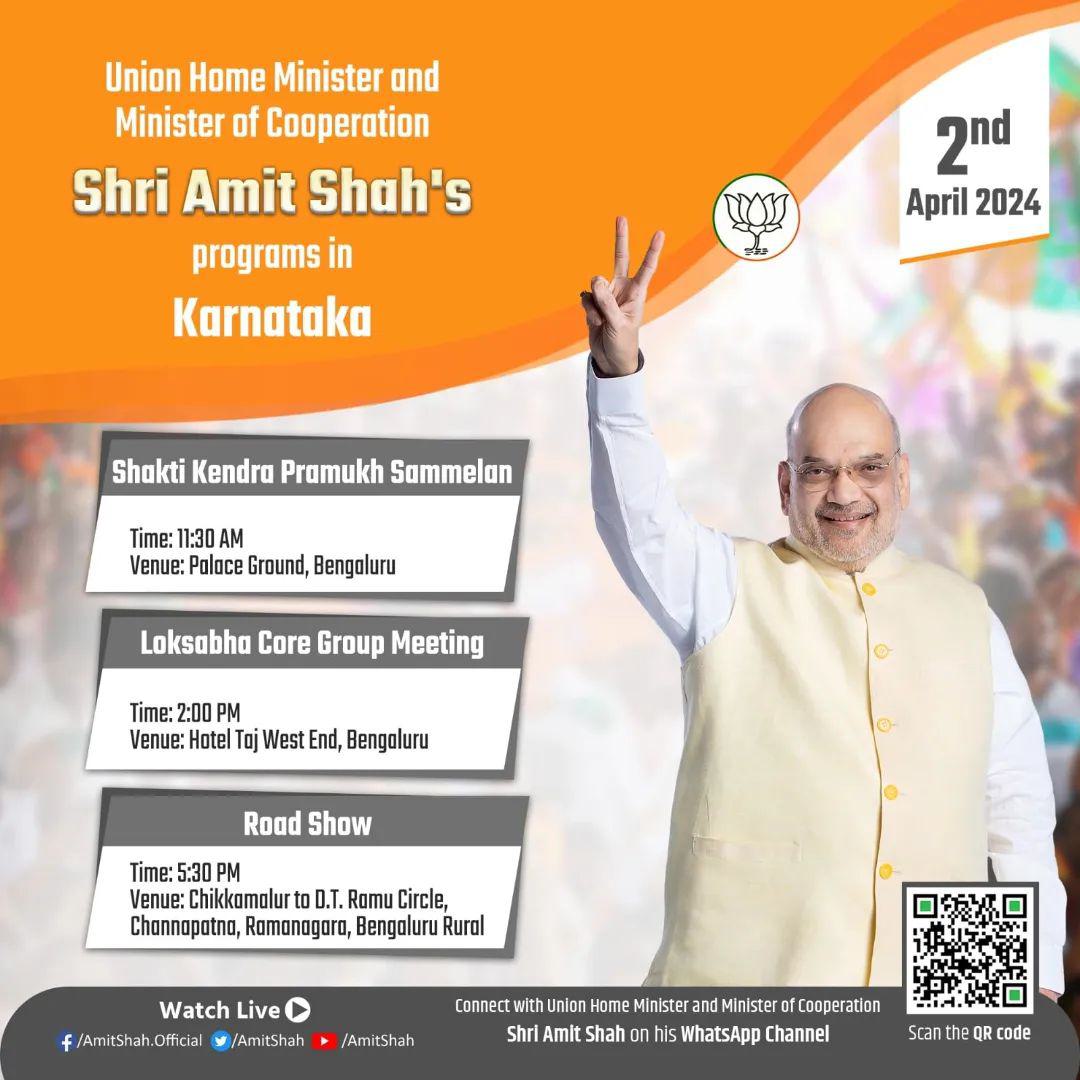 Union Home Minister and
Minister of Cooperation
Shri Amit Shah's
programs in
Karnataka
2nd
April 2024
Shakti Kendra Pramukh Sammelan
Time: 11:30 AM
Venue: Palace Ground, Bengaluru
Loksabha Core Group Meeting
Time: 2:00 PM
Venue: Hotel Taj West End, Bengaluru
Road Show
Time: 5:30 PM
Venue: Chikkamalur to D.T. Ramu Circle,
Channapatna, Ramanagara, Bengaluru Rural
Watch Live
/AmitShah.Official /AmitShah /AmitShah
Connect with Union Home Minister and Minister of Cooperation
Shri Amit Shah on his WhatsApp Channel
Scan the QR code